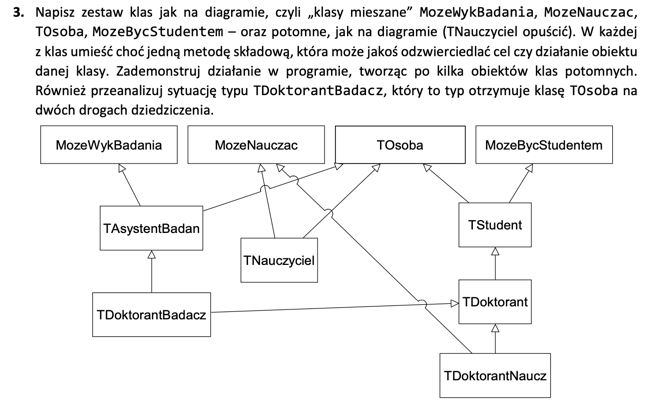 3. Napisz zestaw klas jak na diagramie, czyli „klasy mieszane” MozeWykBadania, MozeNauczac,
TOsoba, MozeBycStudentem – oraz potomne, jak na diagramie (TNauczyciel opuścić). W każdej
z klas umieść choć jedną metodę składową, która może jakoś odzwierciedlać cel czy działanie obiektu
danej klasy. Zademonstruj działanie w programie, tworząc po kilka obiektów klas potomnych.
Również przeanalizuj sytuację typu TDoktorantBadacz, który to typ otrzymuje klasę TOsoba na
dwóch drogach dziedziczenia.
MozeWykBadania
MozeNauczac
TOsoba
MozeBycStudentem
TAsystentBadan
TStudent
TNauczyciel
TDoktorantBadacz
TDoktorant
TDoktorantNaucz